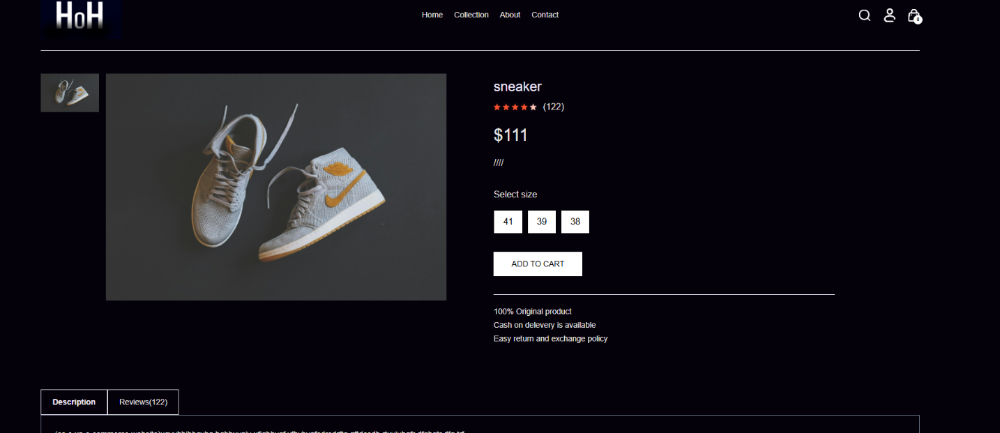 HoH
Home Collection About Contact
0
sneaker
(122)
$111
////
Select size
41 39 38
ADD TO CART
100% Original product
Cash on delevery is available
Easy return and exchange policy
Description Reviews(122)